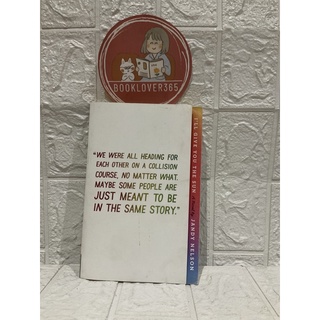 BOOKLOVER365
"WE WERE ALL HEADING FOR
EACH OTHER ON A COLLISION
COURSE, NO MATTER WHAT.
MAYBE SOME PEOPLE ARE
JUST MEANT TO BE
IN THE SAME STORY."
I'LL GIVE YOU THE SUN
JANDY NELSON